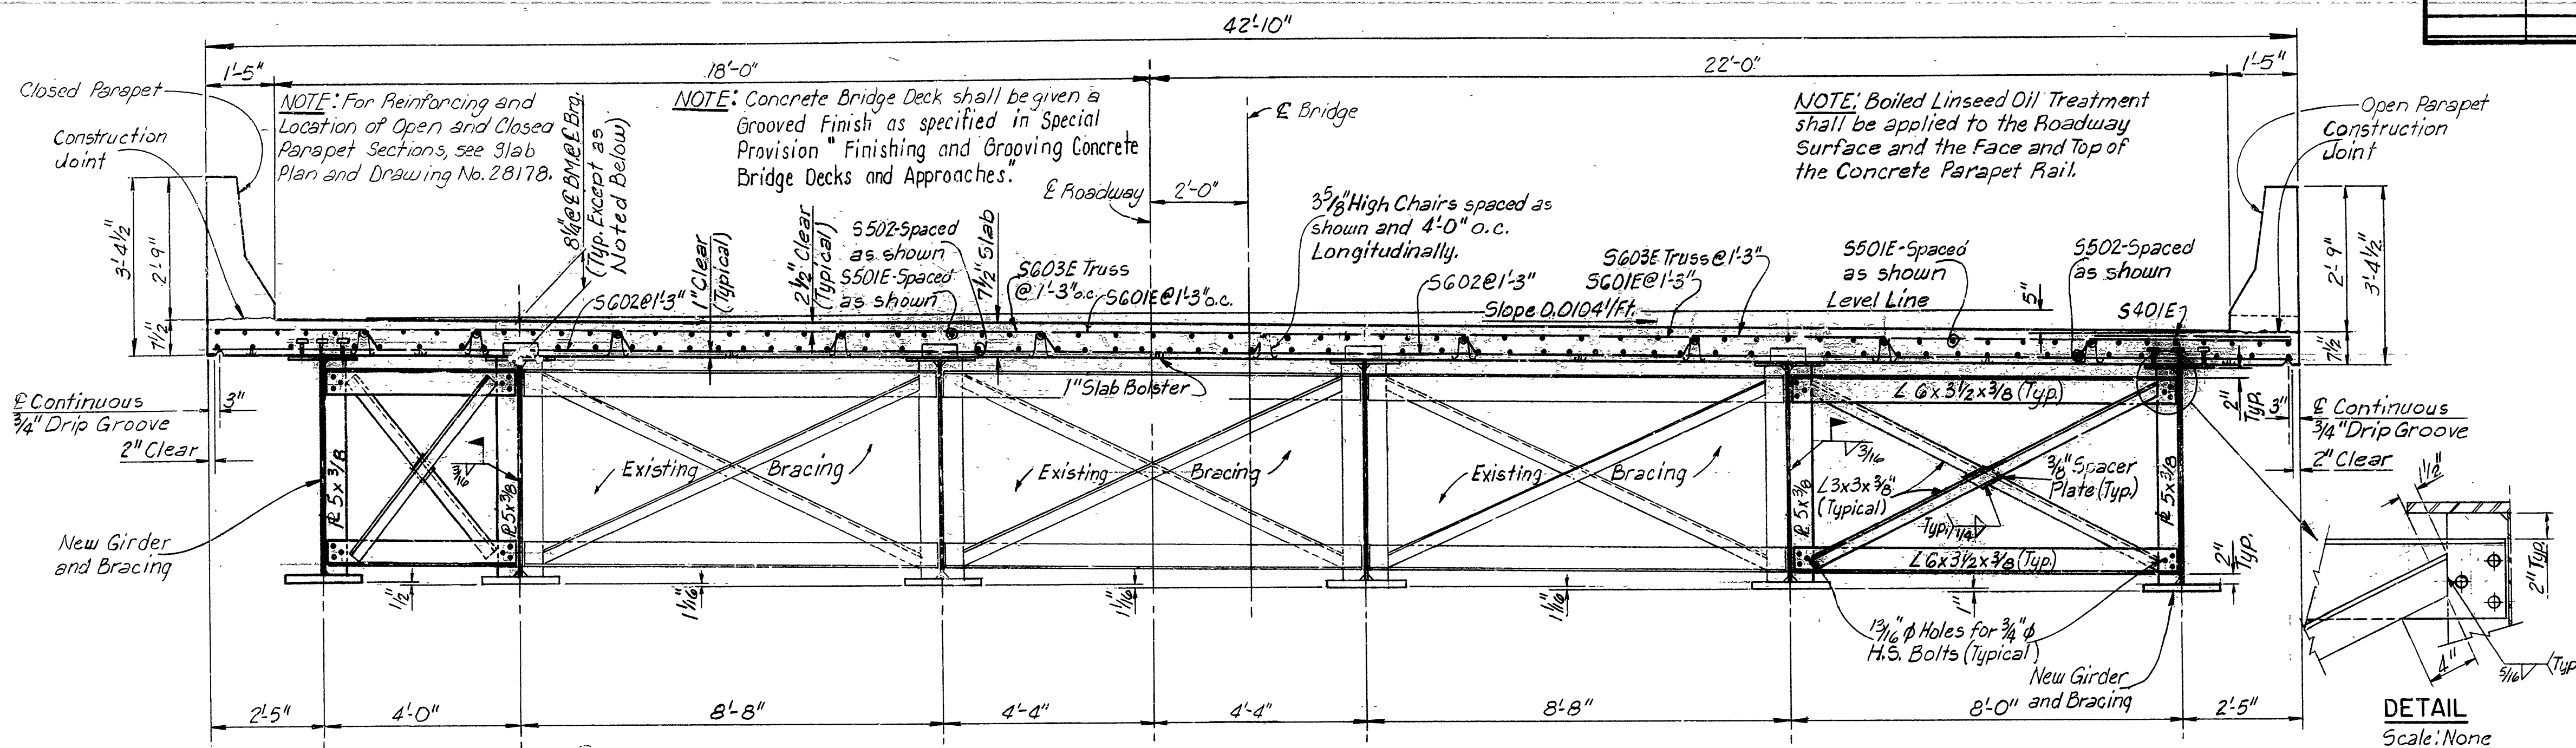 42'-10"
1'-5"
18'-0"
22'-0"
1'-5"
Closed Parapet
Construction
Joint
NOTE: For Reinforcing and
Location of Open and Closed
Parapet Sections, see Slab
Plan and Drawing No. 28178.
8¼"@ ℄ BM@ ℄ Brg.
(Typ. Except as
Noted Below)
NOTE: Concrete Bridge Deck shall be given a
Grooved Finish as specified in Special
Provision "Finishing and Grooving Concrete
Bridge Decks and Approaches."
℄ Bridge
℄ Roadway
2'-0"
NOTE: Boiled Linseed Oil Treatment
shall be applied to the Roadway
Surface and the Face and Top of
the Concrete Parapet Rail.
Open Parapet
Construction
Joint
3'-4½"
2'-9"
7½"
S602@1'-3"
1" Clear
(Typical)
2½" Clear
(Typical)
S502-Spaced
as shown
S501E-Spaced
as shown
7½" Slab
S603E Truss
@ 1'-3" o.c.
S601E@1'-3"o.c.
3⅝" High Chairs spaced as
shown and 4'-0" o.c.
Longitudinally.
S602@1'-3"
S603E Truss@1'-3"
S601E@1'-3"
Slope 0.0104'/Ft.
S501E-Spaced
as shown
Level Line
5"
S502-Spaced
as shown
S401E
2'-9"
3'-4½"
7½"
1" Slab Bolster
℄ Continuous
¾" Drip Groove
3"
2" Clear
℞ 5x3/8
3/16
℞ 5x3/8
Existing Bracing
Existing Bracing
Existing Bracing
L 6x3½x3/8 (Typ.)
3/16
℞ 5x3/8
L3x3x3/8"
(Typical)
3/8" Spacer
Plate (Typ.)
Typ. 1/4
℞ 5x3/8
L6x3½x3/8 (Typ.)
2"
Typ.
3"
℄ Continuous
¾" Drip Groove
2" Clear
2"
Typ.
New Girder
and Bracing
1½"
1 1/16"
1 1/16"
1 1/16"
1"
13/16" ϕ Holes for ¾" ϕ
H.S. Bolts (Typical)
New Girder
and Bracing
1½"
2" Typ.
4"
5/16
(Typ
DETAIL
Scale: None
2'-5"
4'-0"
8'-8"
4'-4"
4'-4"
8'-8"
8'-0"
2'-5"